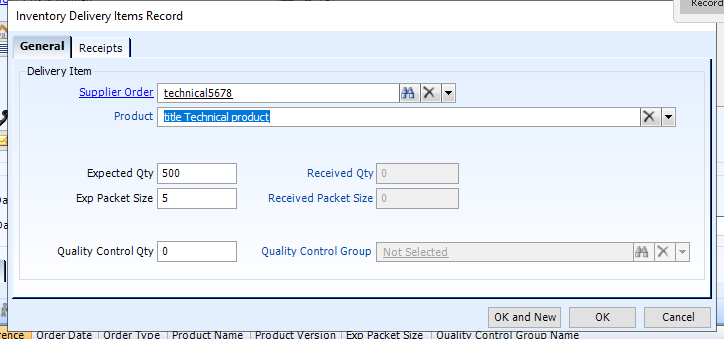 Inventory Delivery Items Record
Record
General Receipts
Delivery Item
Supplier Order technical5678
Product title Technical product
Expected Qty 500 Received Qty 0
Exp Packet Size 5 Received Packet Size 0
Quality Control Qty 0 Quality Control Group Not Selected
OK and New OK Cancel
Order Date Order Type Product Name Product Version Exp Packet Size Quality Control Group Name